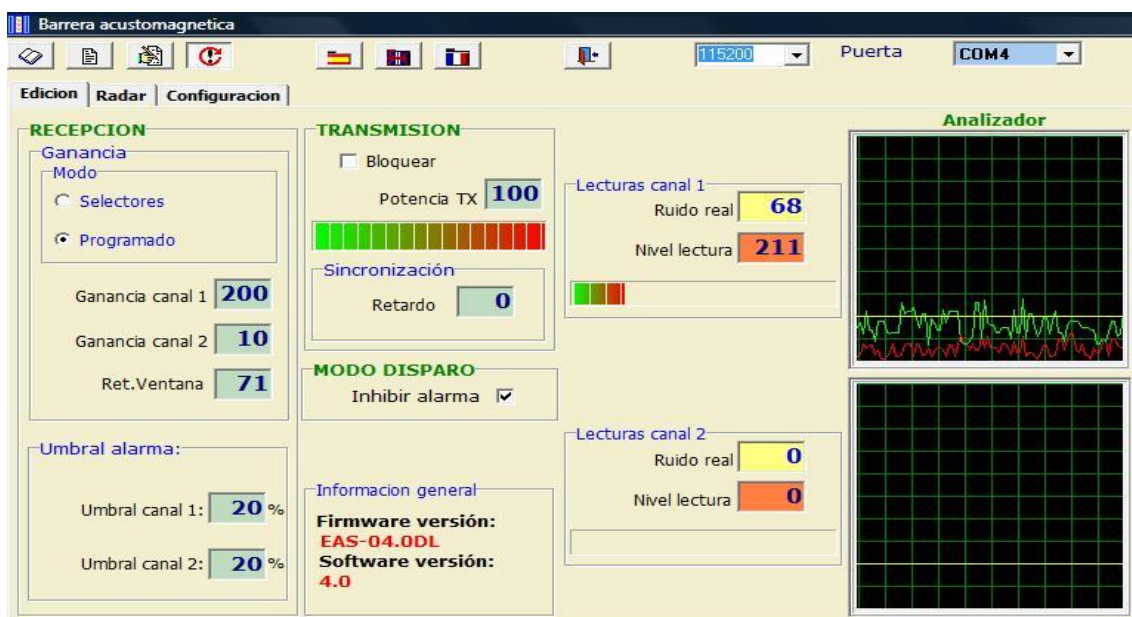 Barrera acustomagnetica
115200 Puerta COM4
Edicion Radar Configuracion
RECEPCION
Ganancia
Modo
Selectores
Programado
Ganancia canal 1 200
Ganancia canal 2 10
Ret.Ventana 71
Umbral alarma:
Umbral canal 1: 20 %
Umbral canal 2: 20 %
TRANSMISION
Bloquear
Potencia TX 100
Sincronización
Retardo 0
MODO DISPARO
Inhibir alarma
Informacion general
Firmware versión:
EAS-04.0DL
Software versión:
4.0
Lecturas canal 1
Ruido real 68
Nivel lectura 211
Lecturas canal 2
Ruido real 0
Nivel lectura 0
Analizador